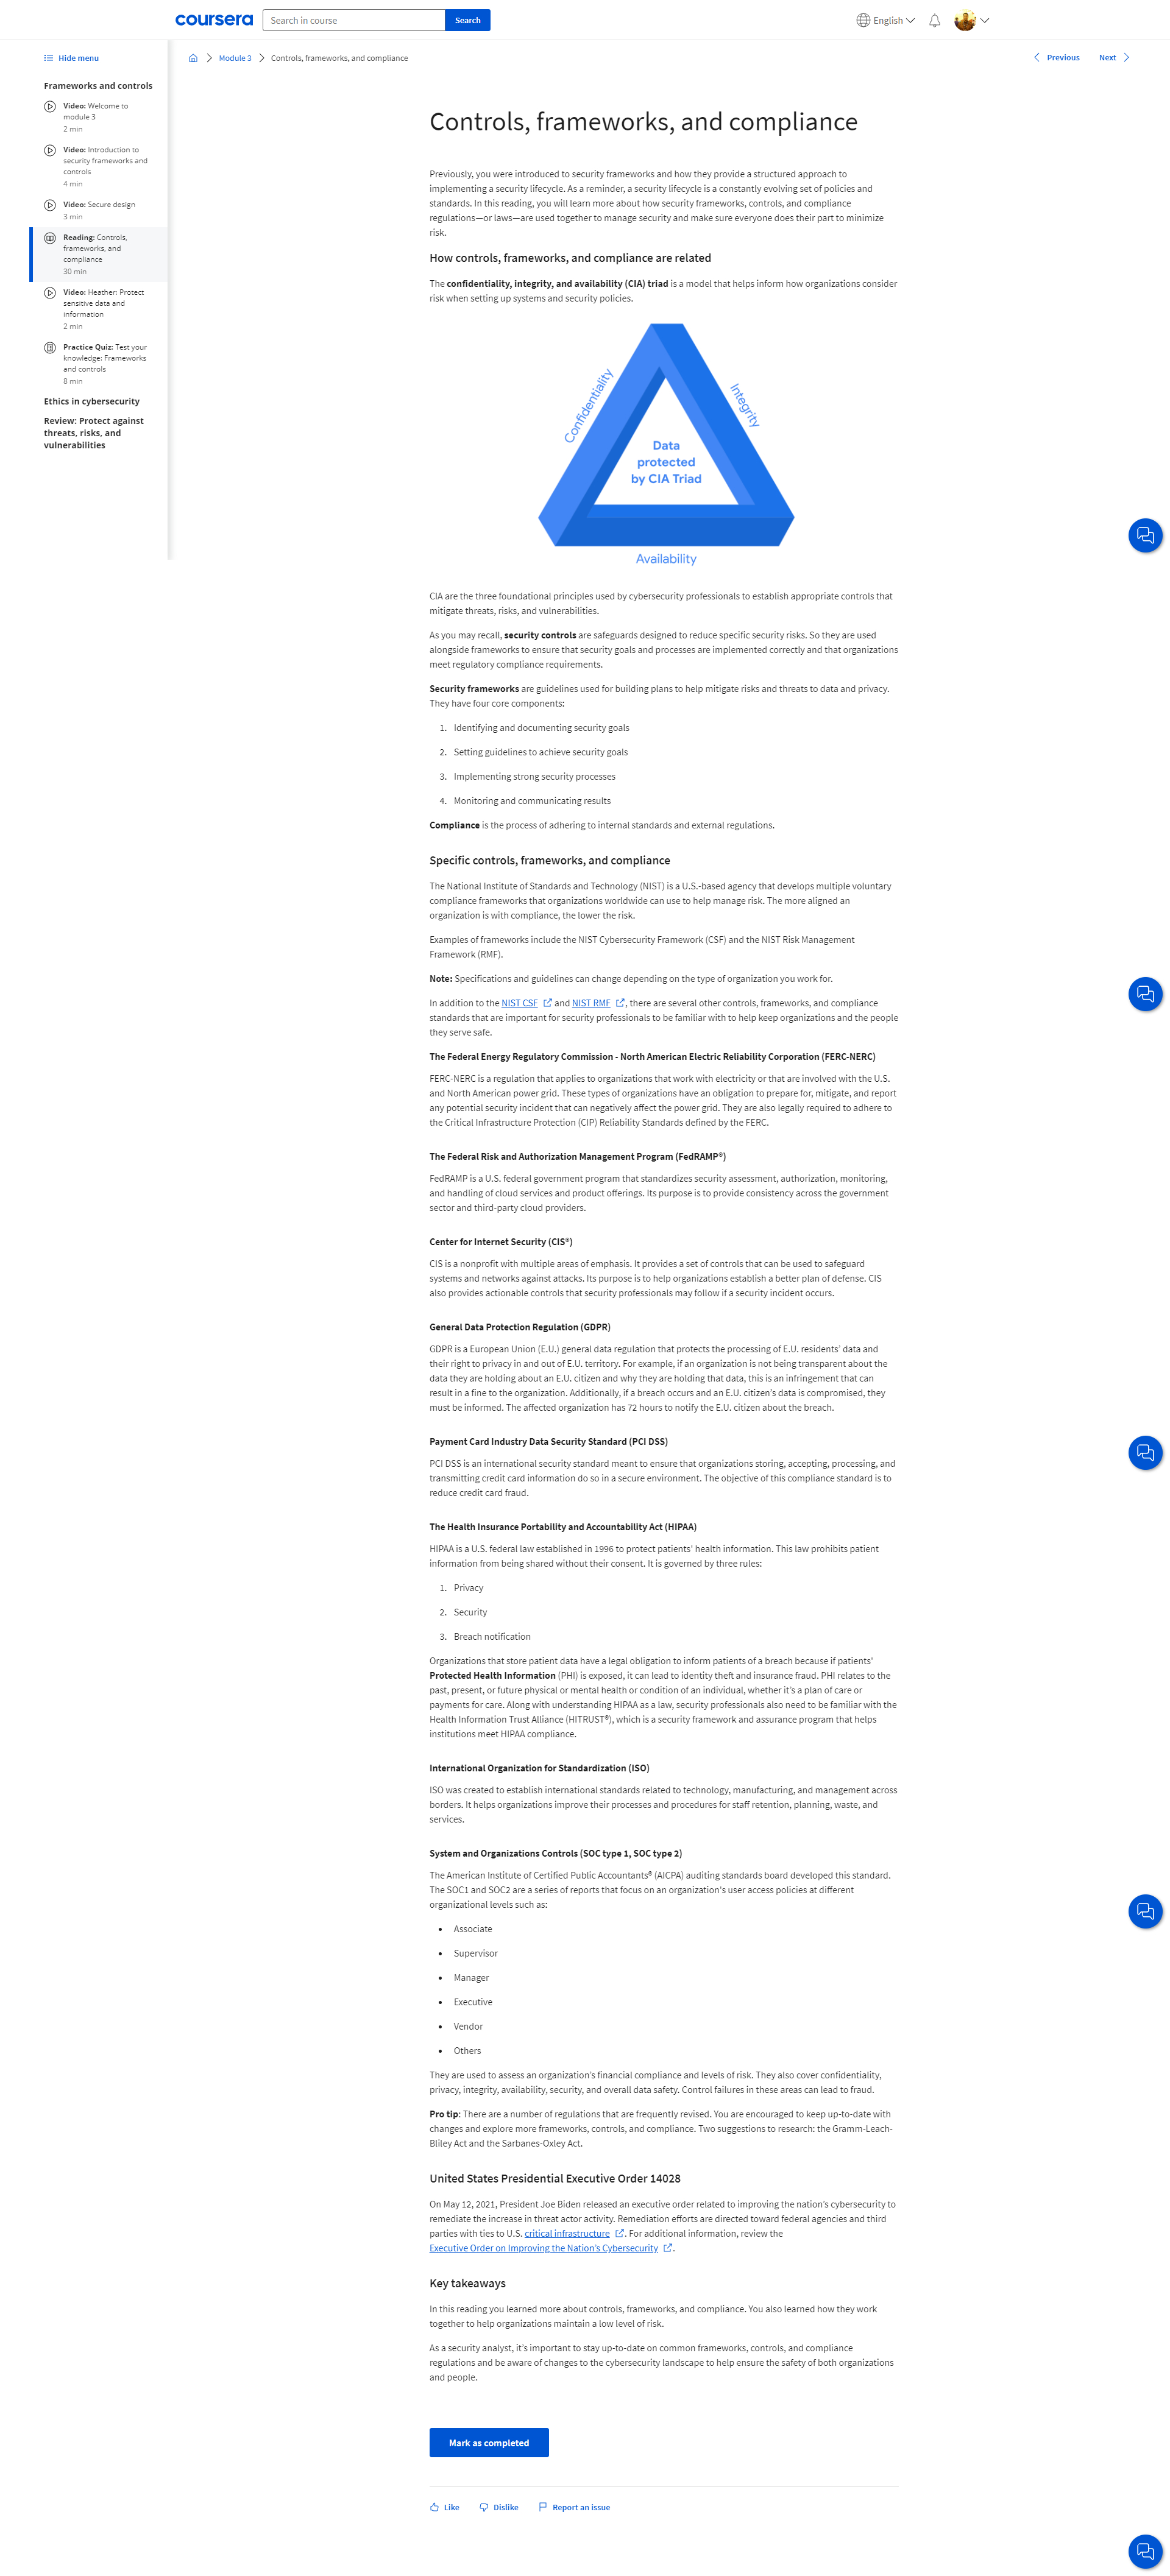 coursera
Search in course
Search
English
Hide menu
Module 3
Controls, frameworks, and compliance
Previous
Next
Frameworks and controls
Video: Welcome to
module 3
2 min
Video: Introduction to
security frameworks and
controls
4 min
Video: Secure design
3 min
Reading: Controls,
frameworks, and
compliance
30 min
Video: Heather: Protect
sensitive data and
information
2 min
Practice Quiz: Test your
knowledge: Frameworks
and controls
8 min
Ethics in cybersecurity
Review: Protect against
threats, risks, and
vulnerabilities
Controls, frameworks, and compliance
Previously, you were introduced to security frameworks and how they provide a structured approach to
implementing a security lifecycle. As a reminder, a security lifecycle is a constantly evolving set of policies and
standards. In this reading, you will learn more about how security frameworks, controls, and compliance
regulations—or laws—are used together to manage security and make sure everyone does their part to minimize
risk.
How controls, frameworks, and compliance are related
The confidentiality, integrity, and availability (CIA) triad is a model that helps inform how organizations consider
risk when setting up systems and security policies.
Confidentiality
Integrity
Data
protected
by CIA Triad
Availability
CIA are the three foundational principles used by cybersecurity professionals to establish appropriate controls that
mitigate threats, risks, and vulnerabilities.
As you may recall, security controls are safeguards designed to reduce specific security risks. So they are used
alongside frameworks to ensure that security goals and processes are implemented correctly and that organizations
meet regulatory compliance requirements.
Security frameworks are guidelines used for building plans to help mitigate risks and threats to data and privacy.
They have four core components:
1. Identifying and documenting security goals
2. Setting guidelines to achieve security goals
3. Implementing strong security processes
4. Monitoring and communicating results
Compliance is the process of adhering to internal standards and external regulations.
Specific controls, frameworks, and compliance
The National Institute of Standards and Technology (NIST) is a U.S.-based agency that develops multiple voluntary
compliance frameworks that organizations worldwide can use to help manage risk. The more aligned an
organization is with compliance, the lower the risk.
Examples of frameworks include the NIST Cybersecurity Framework (CSF) and the NIST Risk Management
Framework (RMF).
Note: Specifications and guidelines can change depending on the type of organization you work for.
In addition to the NIST CSF and NIST RMF, there are several other controls, frameworks, and compliance
standards that are important for security professionals to be familiar with to help keep organizations and the people
they serve safe.
The Federal Energy Regulatory Commission - North American Electric Reliability Corporation (FERC-NERC)
FERC-NERC is a regulation that applies to organizations that work with electricity or that are involved with the U.S.
and North American power grid. These types of organizations have an obligation to prepare for, mitigate, and report
any potential security incident that can negatively affect the power grid. They are also legally required to adhere to
the Critical Infrastructure Protection (CIP) Reliability Standards defined by the FERC.
The Federal Risk and Authorization Management Program (FedRAMP®)
FedRAMP is a U.S. federal government program that standardizes security assessment, authorization, monitoring,
and handling of cloud services and product offerings. Its purpose is to provide consistency across the government
sector and third-party cloud providers.
Center for Internet Security (CIS®)
CIS is a nonprofit with multiple areas of emphasis. It provides a set of controls that can be used to safeguard
systems and networks against attacks. Its purpose is to help organizations establish a better plan of defense. CIS
also provides actionable controls that security professionals may follow if a security incident occurs.
General Data Protection Regulation (GDPR)
GDPR is a European Union (E.U.) general data regulation that protects the processing of E.U. residents' data and
their right to privacy in and out of E.U. territory. For example, if an organization is not being transparent about the
data they are holding about an E.U. citizen and why they are holding that data, this is an infringement that can
result in a fine to the organization. Additionally, if a breach occurs and an E.U. citizen's data is compromised, they
must be informed. The affected organization has 72 hours to notify the E.U. citizen about the breach.
Payment Card Industry Data Security Standard (PCI DSS)
PCI DSS is an international security standard meant to ensure that organizations storing, accepting, processing, and
transmitting credit card information do so in a secure environment. The objective of this compliance standard is to
reduce credit card fraud.
The Health Insurance Portability and Accountability Act (HIPAA)
HIPAA is a U.S. federal law established in 1996 to protect patients' health information. This law prohibits patient
information from being shared without their consent. It is governed by three rules:
1. Privacy
2. Security
3. Breach notification
Organizations that store patient data have a legal obligation to inform patients of a breach because if patients'
Protected Health Information (PHI) is exposed, it can lead to identity theft and insurance fraud. PHI relates to the
past, present, or future physical or mental health or condition of an individual, whether it's a plan of care or
payments for care. Along with understanding HIPAA as a law, security professionals also need to be familiar with the
Health Information Trust Alliance (HITRUST®), which is a security framework and assurance program that helps
institutions meet HIPAA compliance.
International Organization for Standardization (ISO)
ISO was created to establish international standards related to technology, manufacturing, and management across
borders. It helps organizations improve their processes and procedures for staff retention, planning, waste, and
services.
System and Organizations Controls (SOC type 1, SOC type 2)
The American Institute of Certified Public Accountants® (AICPA) auditing standards board developed this standard.
The SOC1 and SOC2 are a series of reports that focus on an organization's user access policies at different
organizational levels such as:
• Associate
• Supervisor
• Manager
• Executive
• Vendor
• Others
They are used to assess an organization's financial compliance and levels of risk. They also cover confidentiality,
privacy, integrity, availability, security, and overall data safety. Control failures in these areas can lead to fraud.
Pro tip: There are a number of regulations that are frequently revised. You are encouraged to keep up-to-date with
changes and explore more frameworks, controls, and compliance. Two suggestions to research: the Gramm-Leach-
Bliley Act and the Sarbanes-Oxley Act.
United States Presidential Executive Order 14028
On May 12, 2021, President Joe Biden released an executive order related to improving the nation's cybersecurity to
remediate the increase in threat actor activity. Remediation efforts are directed toward federal agencies and third
parties with ties to U.S. critical infrastructure. For additional information, review the
Executive Order on Improving the Nation's Cybersecurity.
Key takeaways
In this reading you learned more about controls, frameworks, and compliance. You also learned how they work
together to help organizations maintain a low level of risk.
As a security analyst, it's important to stay up-to-date on common frameworks, controls, and compliance
regulations and be aware of changes to the cybersecurity landscape to help ensure the safety of both organizations
and people.
Mark as completed
Like
Dislike
Report an issue